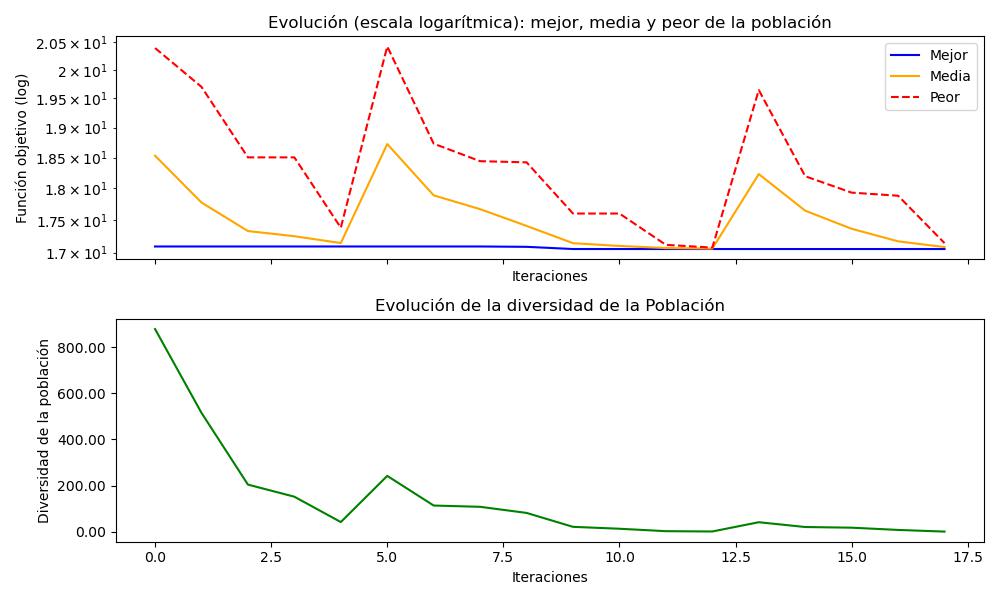 Evolución (escala logarítmica): mejor, media y peor de la población
Función objetivo (log)
2.05 × 10¹
2 × 10¹
1.95 × 10¹
1.9 × 10¹
1.85 × 10¹
1.8 × 10¹
1.75 × 10¹
1.7 × 10¹
Mejor
Media
Peor
Iteraciones
Evolución de la diversidad de la Población
Diversidad de la población
800.00
600.00
400.00
200.00
0.00
0.0 2.5 5.0 7.5 10.0 12.5 15.0 17.5
Iteraciones